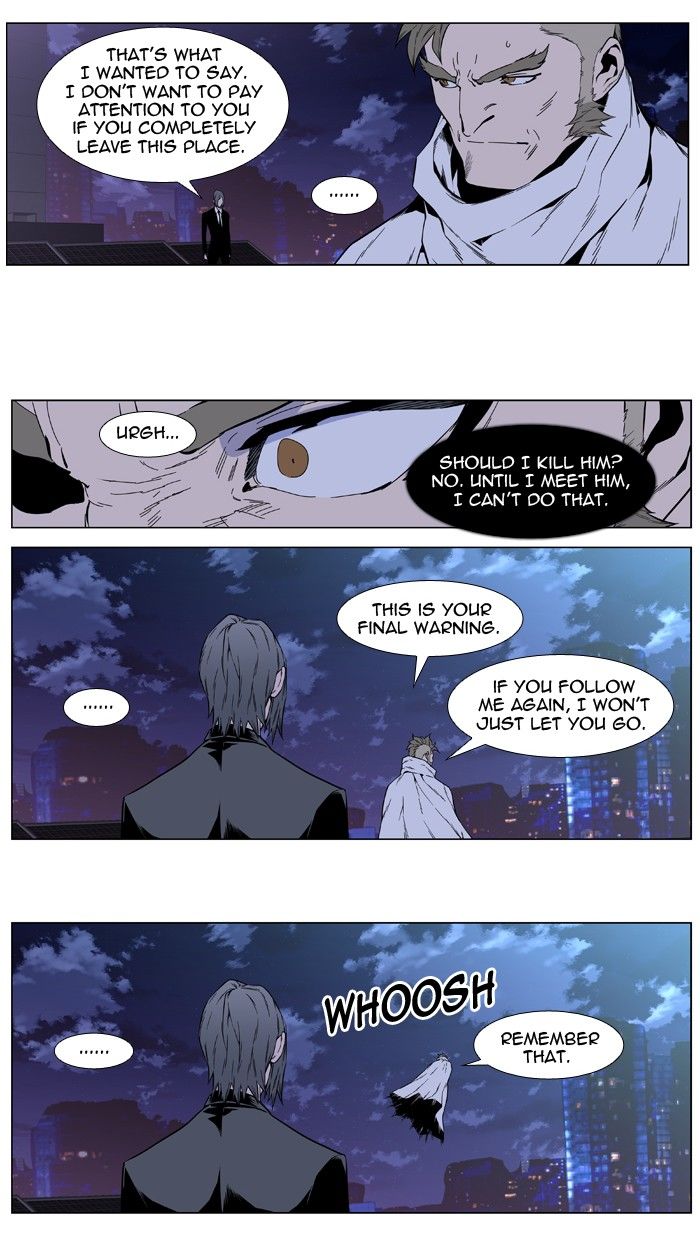 THAT'S WHAT
I WANTED TO SAY.
I DON'T WANT TO PAY
ATTENTION TO YOU
IF YOU COMPLETELY
LEAVE THIS PLACE.
......
URGH...
SHOULD I KILL HIM?
NO. UNTIL I MEET HIM,
I CAN'T DO THAT.
THIS IS YOUR
FINAL WARNING.
......
IF YOU FOLLOW
ME AGAIN, I WON'T
JUST LET YOU GO.
WHOOSH
......
REMEMBER
THAT.